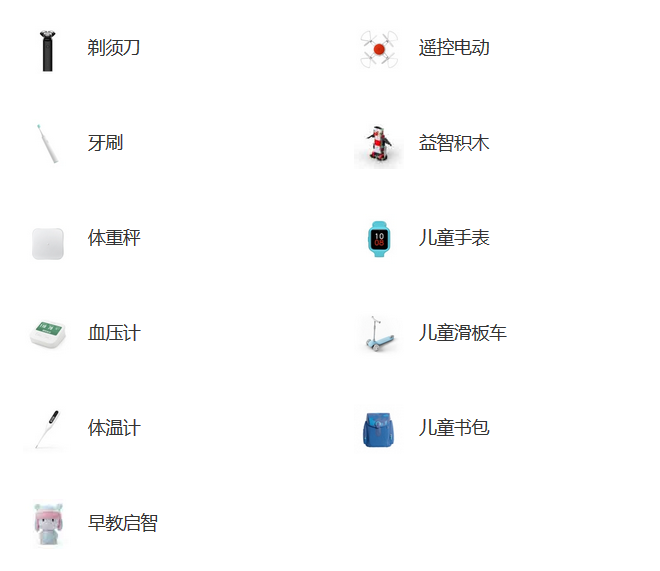 剃须刀
遥控电动
牙刷
益智积木
体重秤
儿童手表
10
08
血压计
儿童滑板车
体温计
儿童书包
早教启智